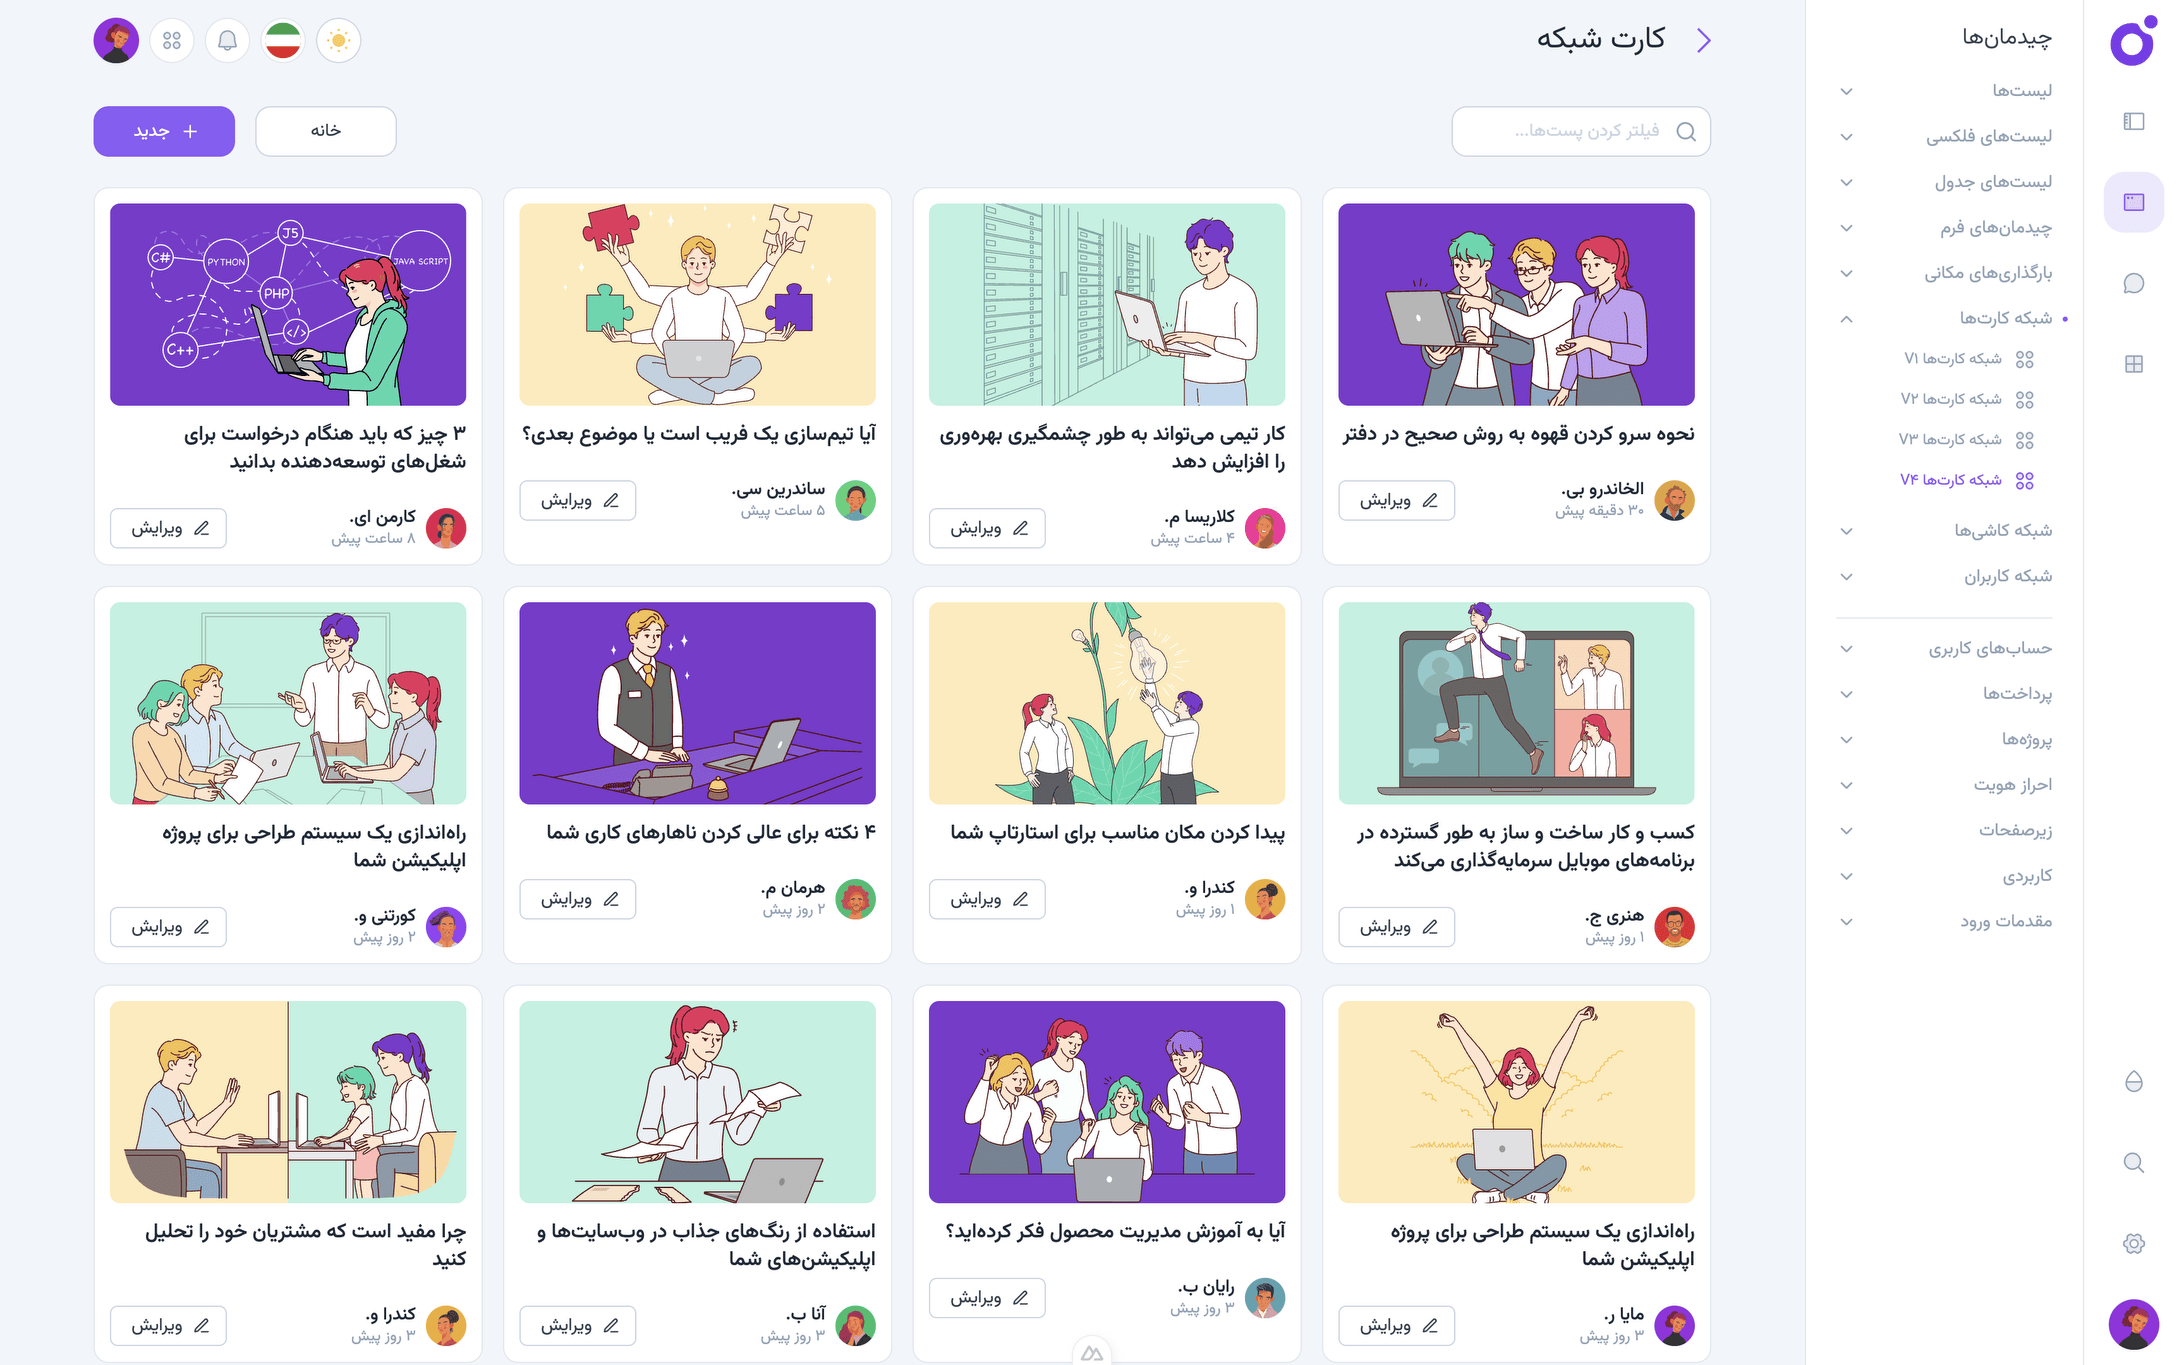 چیدمان‌ها
لیست‌ها
لیست‌های فلکسی
لیست‌های جدول
چیدمان‌های فرم
بارگذاری‌های مکانی
شبکه کارت‌ها
شبکه کارت‌ها V۱
شبکه کارت‌ها V۲
شبکه کارت‌ها V۳
شبکه کارت‌ها V۴
شبکه کاشی‌ها
شبکه کاربران
حساب‌های کاربری
پرداخت‌ها
پروژه‌ها
احراز هویت
زیرصفحات
کاربردی
مقدمات ورود
کارت شبکه
فیلتر کردن پست‌ها...
خانه
جدید
نحوه سرو کردن قهوه به روش صحیح در دفتر
الخاندرو بی.
۳۰ دقیقه پیش
ویرایش
کار تیمی می‌تواند به طور چشمگیری بهره‌وری
را افزایش دهد
کلاریسا م.
۴ ساعت پیش
ویرایش
آیا تیم‌سازی یک فریب است یا موضوع بعدی؟
ساندرین سی.
۵ ساعت پیش
ویرایش
C#
PYTHON
J5
JAVA SCRIPT
PHP
</>
C++
۳ چیز که باید هنگام درخواست برای
شغل‌های توسعه‌دهنده بدانید
کارمن ای.
۸ ساعت پیش
ویرایش
کسب و کار ساخت و ساز به طور گسترده در
برنامه‌های موبایل سرمایه‌گذاری می‌کند
هنری ج.
۱ روز پیش
ویرایش
پیدا کردن مکان مناسب برای استارتاپ شما
کندرا و.
۱ روز پیش
ویرایش
۴ نکته برای عالی کردن ناهارهای کاری شما
هرمان م.
۲ روز پیش
ویرایش
راه‌اندازی یک سیستم طراحی برای پروژه
اپلیکیشن شما
کورتنی و.
۲ روز پیش
ویرایش
راه‌اندازی یک سیستم طراحی برای پروژه
اپلیکیشن شما
مایا ر.
۳ روز پیش
ویرایش
آیا به آموزش مدیریت محصول فکر کرده‌اید؟
رایان ب.
۳ روز پیش
ویرایش
استفاده از رنگ‌های جذاب در وب‌سایت‌ها و
اپلیکیشن‌های شما
آنا ب.
۳ روز پیش
ویرایش
چرا مفید است که مشتریان خود را تحلیل
کنید
کندرا و.
۳ روز پیش
ویرایش